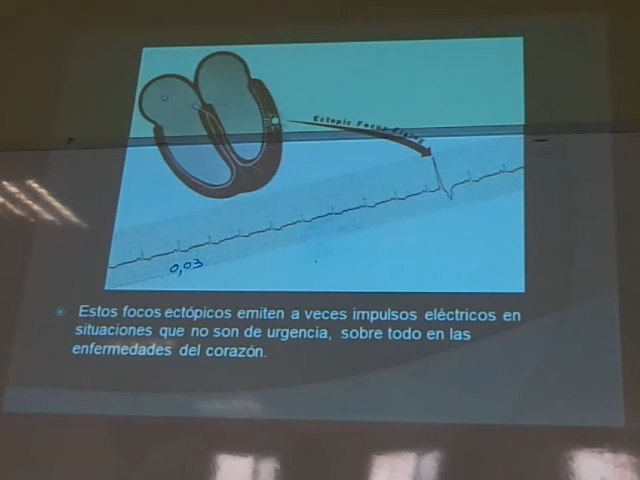 Ectopic Focus Firing
0,03
Estos focos ectópicos emiten a veces impulsos eléctricos en
situaciones que no son de urgencia, sobre todo en las
enfermedades del corazón.